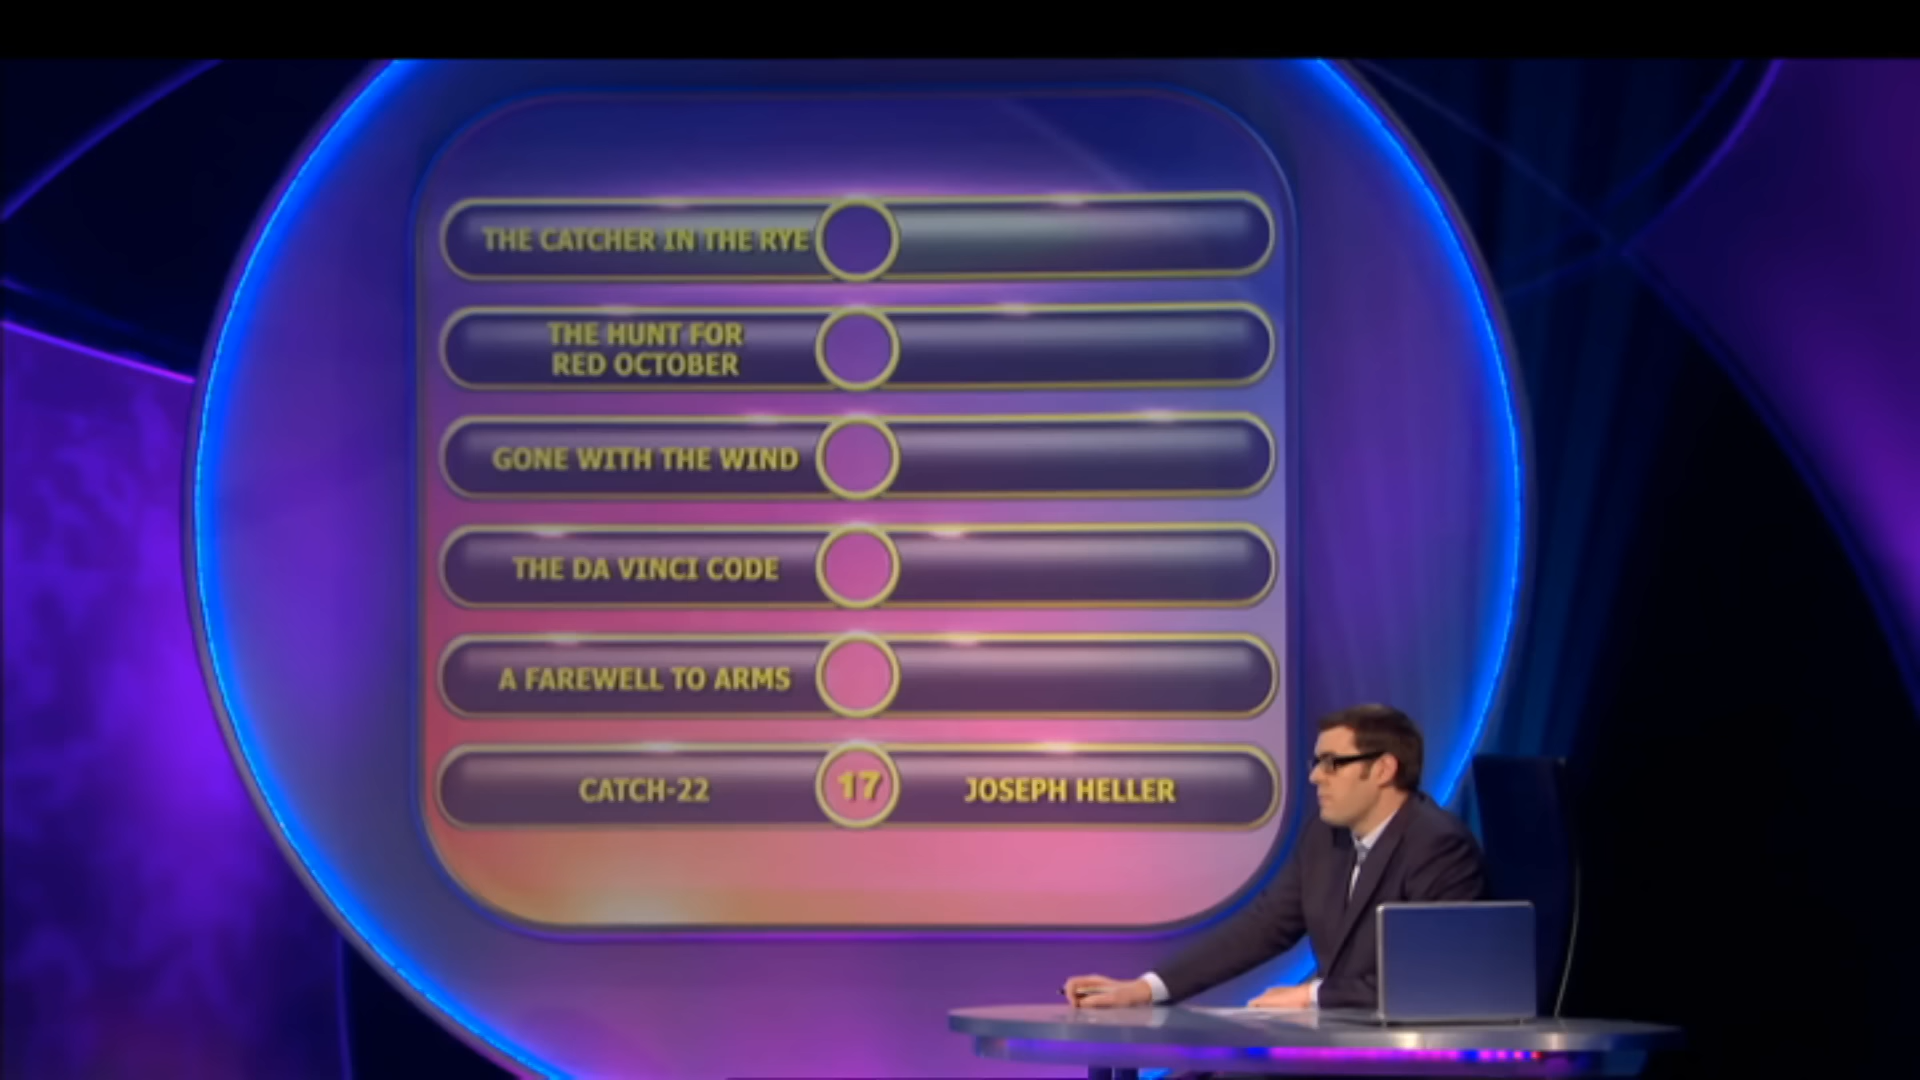 THE CATCHER IN THE RYE
THE HUNT FOR
RED OCTOBER
GONE WITH THE WIND
THE DA VINCI CODE
A FAREWELL TO ARMS
CATCH-22 17 JOSEPH HELLER